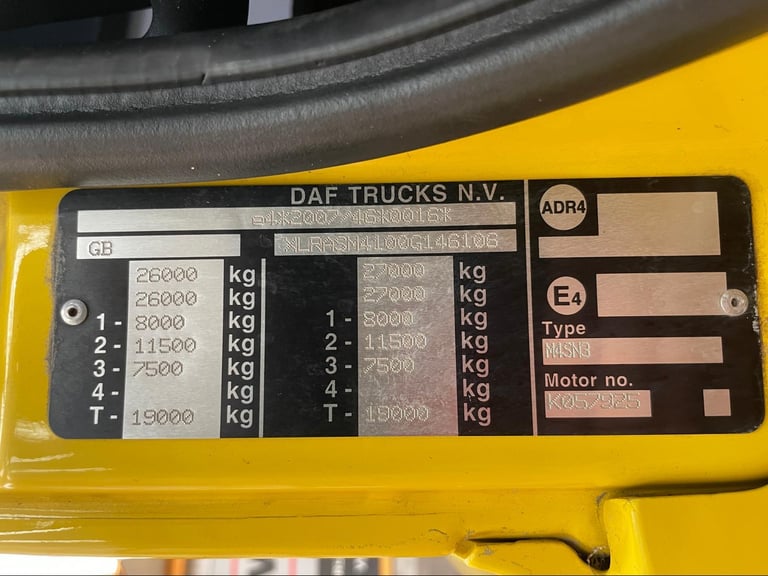 DAF TRUCKS N.V.
e4*2007/46*0016*
GB
XLRASN4100G146106
26000 kg
26000 kg
1- 8000 kg
2- 11500 kg
3- 7500 kg
4- kg
T- 19000 kg
27000 kg
27000 kg
1- 8000 kg
2- 11500 kg
3- 7500 kg
4- kg
T- 19000 kg
ADR4
E4
Type
M4SN3
Motor no.
K057925